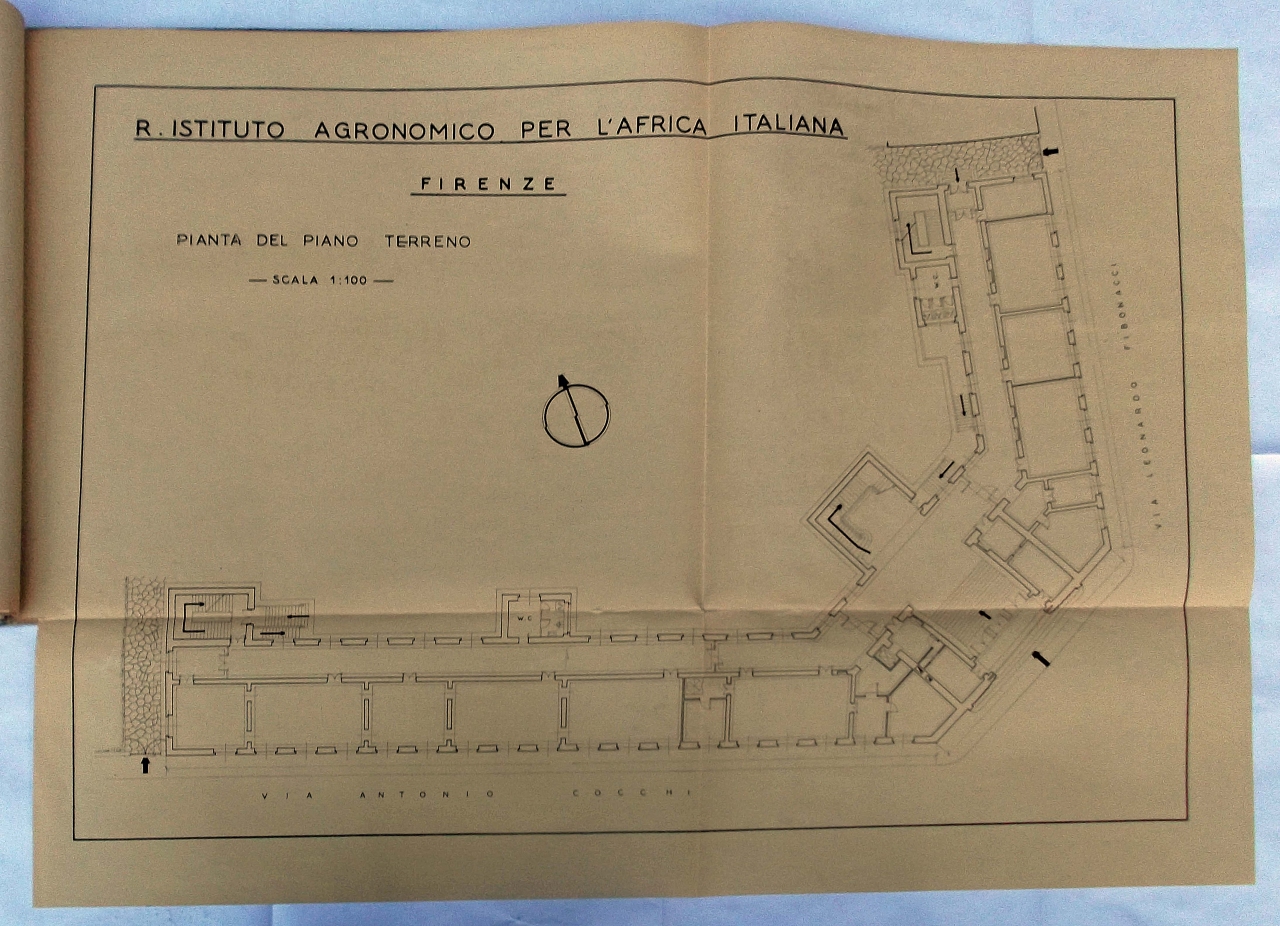 R. ISTITUTO AGRONOMICO PER L'AFRICA ITALIANA
FIRENZE
PIANTA DEL PIANO TERRENO
— SCALA 1:100 —
W.C.
VIA LEONARDO FIBONACCI
W.C
VIA ANTONIO COCCHI